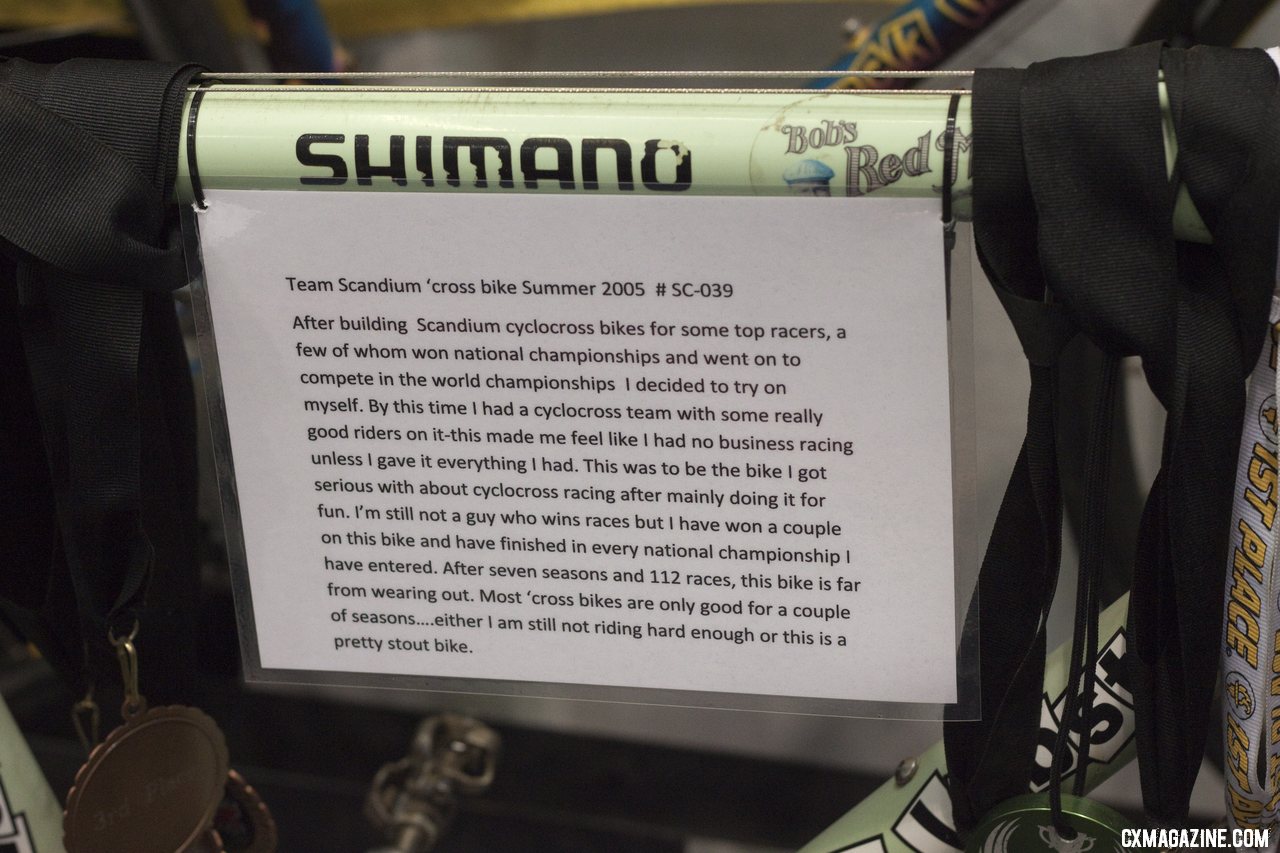 SHIMANO
Bob's
Red
Team Scandium ‘cross bike Summer 2005 # SC-039
After building Scandium cyclocross bikes for some top racers, a
few of whom won national championships and went on to
compete in the world championships I decided to try on
myself. By this time I had a cyclocross team with some really
good riders on it-this made me feel like I had no business racing
unless I gave it everything I had. This was to be the bike I got
serious with about cyclocross racing after mainly doing it for
fun. I’m still not a guy who wins races but I have won a couple
on this bike and have finished in every national championship I
have entered. After seven seasons and 112 races, this bike is far
from wearing out. Most ‘cross bikes are only good for a couple
of seasons....either I am still not riding hard enough or this is a
pretty stout bike.
1ST PLACE
3rd Place
CXMAGAZINE.COM